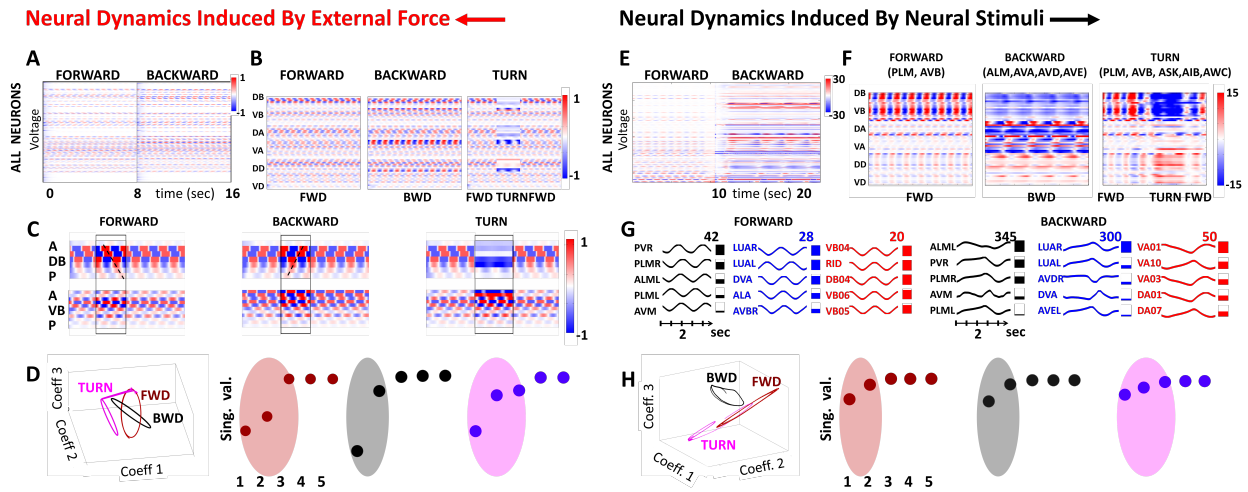 Neural Dynamics Induced By External Force
Neural Dynamics Induced By Neural Stimuli
A
FORWARD
BACKWARD
1
-1
ALL NEURONS
Voltage
0
8
time (sec)
16
B
FORWARD
BACKWARD
TURN
DB
VB
DA
VA
DD
VD
1
-1
FWD
BWD
FWD TURN FWD
C
FORWARD
BACKWARD
TURN
A
DB
P
A
VB
P
1
-1
D
Coeff 3
Coeff 2
Coeff 1
TURN
FWD
BWD
Sing. val.
1 2 3 4 5
E
FORWARD
BACKWARD
30
-30
ALL NEURONS
Voltage
10
time (sec)
20
F
FORWARD
(PLM, AVB)
BACKWARD
(ALM,AVA,AVD,AVE)
TURN
(PLM, AVB, ASK,AIB,AWC)
DB
VB
DA
VA
DD
VD
15
-15
FWD
BWD
FWD
TURN FWD
G
FORWARD
42
28
20
PVR
PLMR
ALML
PLML
AVM
LUAR
LUAL
DVA
ALA
AVBR
VB04
RID
DB04
VB06
VB05
2
sec
BACKWARD
345
300
50
ALML
PVR
PLMR
AVM
PLML
LUAR
LUAL
AVDR
DVA
AVEL
VA01
VA10
VA03
DA01
DA07
2
sec
H
Coeff. 3
Coeff. 1
Coeff. 2
BWD
FWD
TURN
Sing. val.
1 2 3 4 5